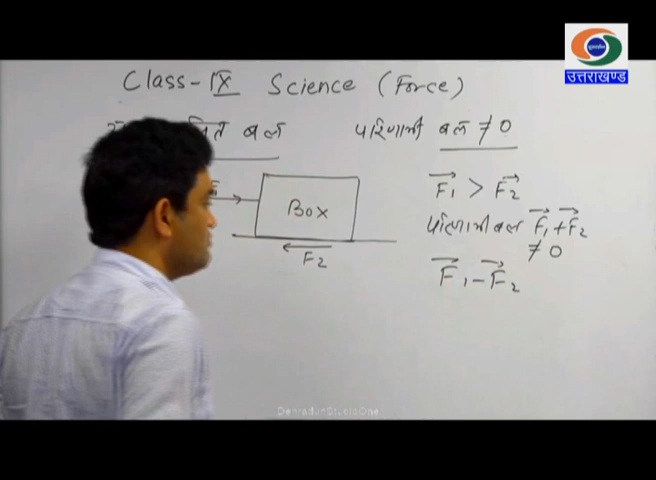 उत्तराखण्ड
Class-IX Science (Force)
बल
परिणामी बल ≠ 0
Box
F₂
F₁ > F₂
परिणामी बल F₁ + F₂
≠ 0
F₁ - F₂
DehradunStudioOne